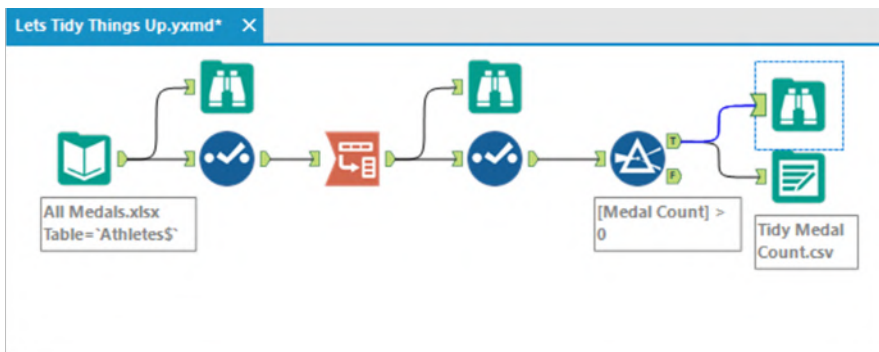 Lets Tidy Things Up.yxmd*
T
F
All Medals.xlsx
Table=`Athletes$`
[Medal Count] >
0
Tidy Medal
Count.csv